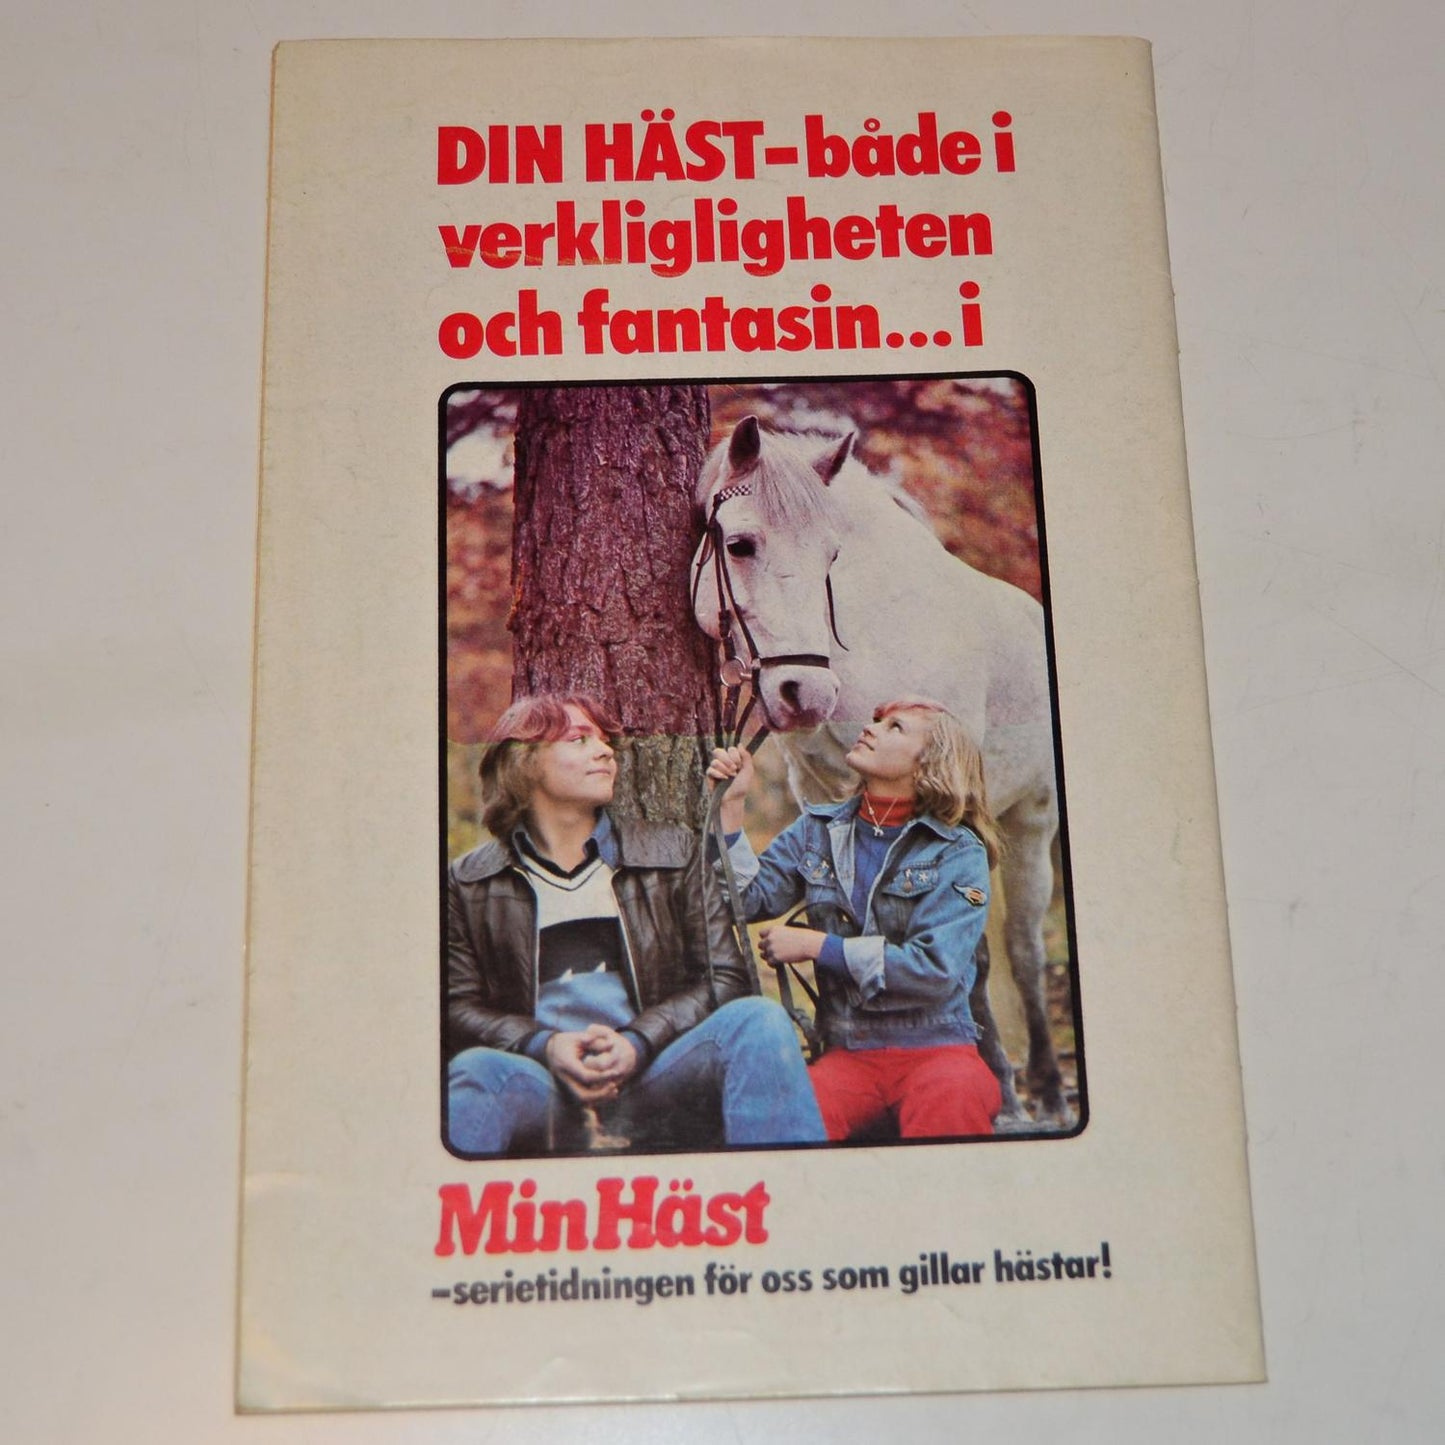 DIN HÄST-både i
verkligligheten
och fantasin...i
MinHäst
-serietidningen för oss som gillar hästar!